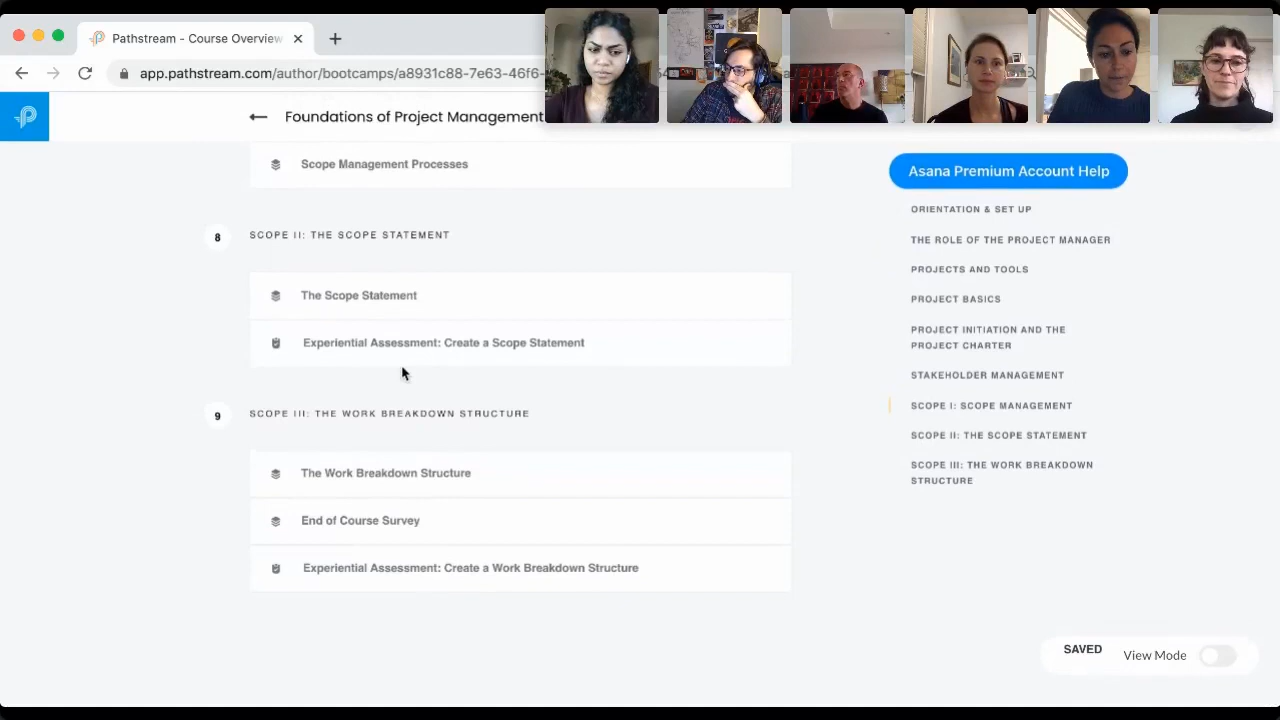 Pathstream - Course Overview
app.pathstream.com/author/bootcamps/a8931c88-7e63-46f6-
Foundations of Project Management
Scope Management Processes
8 SCOPE II: THE SCOPE STATEMENT
The Scope Statement
Experiential Assessment: Create a Scope Statement
9 SCOPE III: THE WORK BREAKDOWN STRUCTURE
The Work Breakdown Structure
End of Course Survey
Experiential Assessment: Create a Work Breakdown Structure
Asana Premium Account Help
ORIENTATION & SET UP
THE ROLE OF THE PROJECT MANAGER
PROJECTS AND TOOLS
PROJECT BASICS
PROJECT INITIATION AND THE
PROJECT CHARTER
STAKEHOLDER MANAGEMENT
SCOPE I: SCOPE MANAGEMENT
SCOPE II: THE SCOPE STATEMENT
SCOPE III: THE WORK BREAKDOWN
STRUCTURE
SAVED View Mode